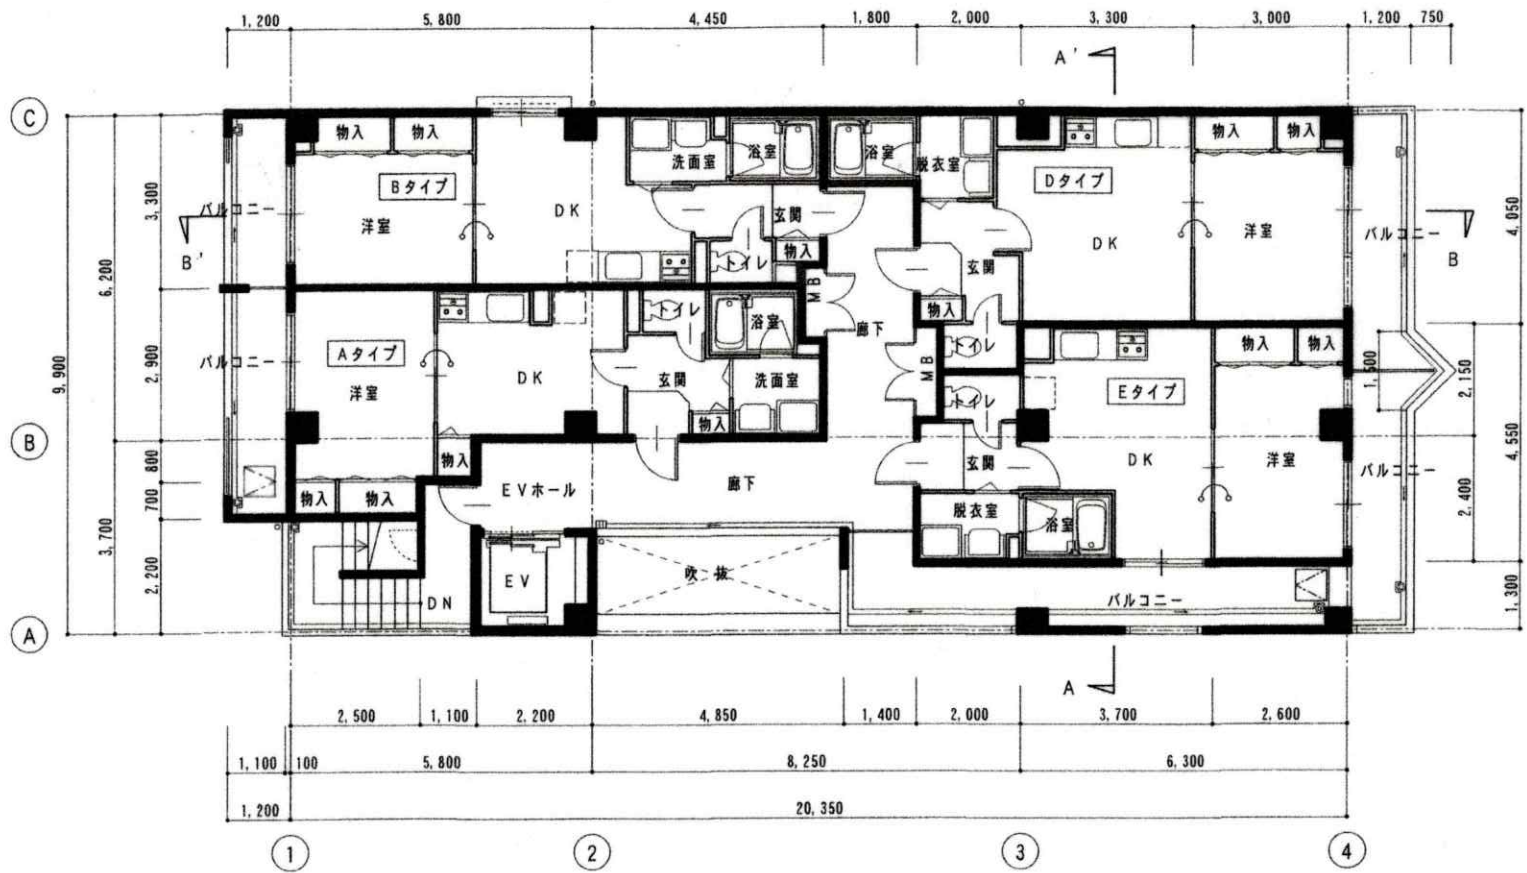 1,200 5,800 4,450 1,800 2,000 3,300 3,000 1,200 750
A'
C
物入 物入 洗面室 浴室 浴室 脱衣室 物入 物入
Bタイプ Dタイプ
バルコニー 洋室 DK 玄関 DK 洋室 バルコニー
B' トイレ 物入 玄関 B
MB 物入
バルコニー Aタイプ 洋室 DK トイレ 浴室 玄関 洗面室 物入 廊下 MB トイレ 物入 物入
トイレ Eタイプ
B
物入 EVホール 廊下 玄関 DK 洋室 バルコニー
物入 物入 脱衣室 浴室
EV 吹抜
DN バルコニー
A
3,300
6,200
9,900
2,900
800
700
3,700
2,200
4,050
1,500
2,150
4,550
2,400
1,300
A
2,500 1,100 2,200 4,850 1,400 2,000 3,700 2,600
1,100 100 5,800 8,250 6,300
1,200 20,350
1 2 3 4